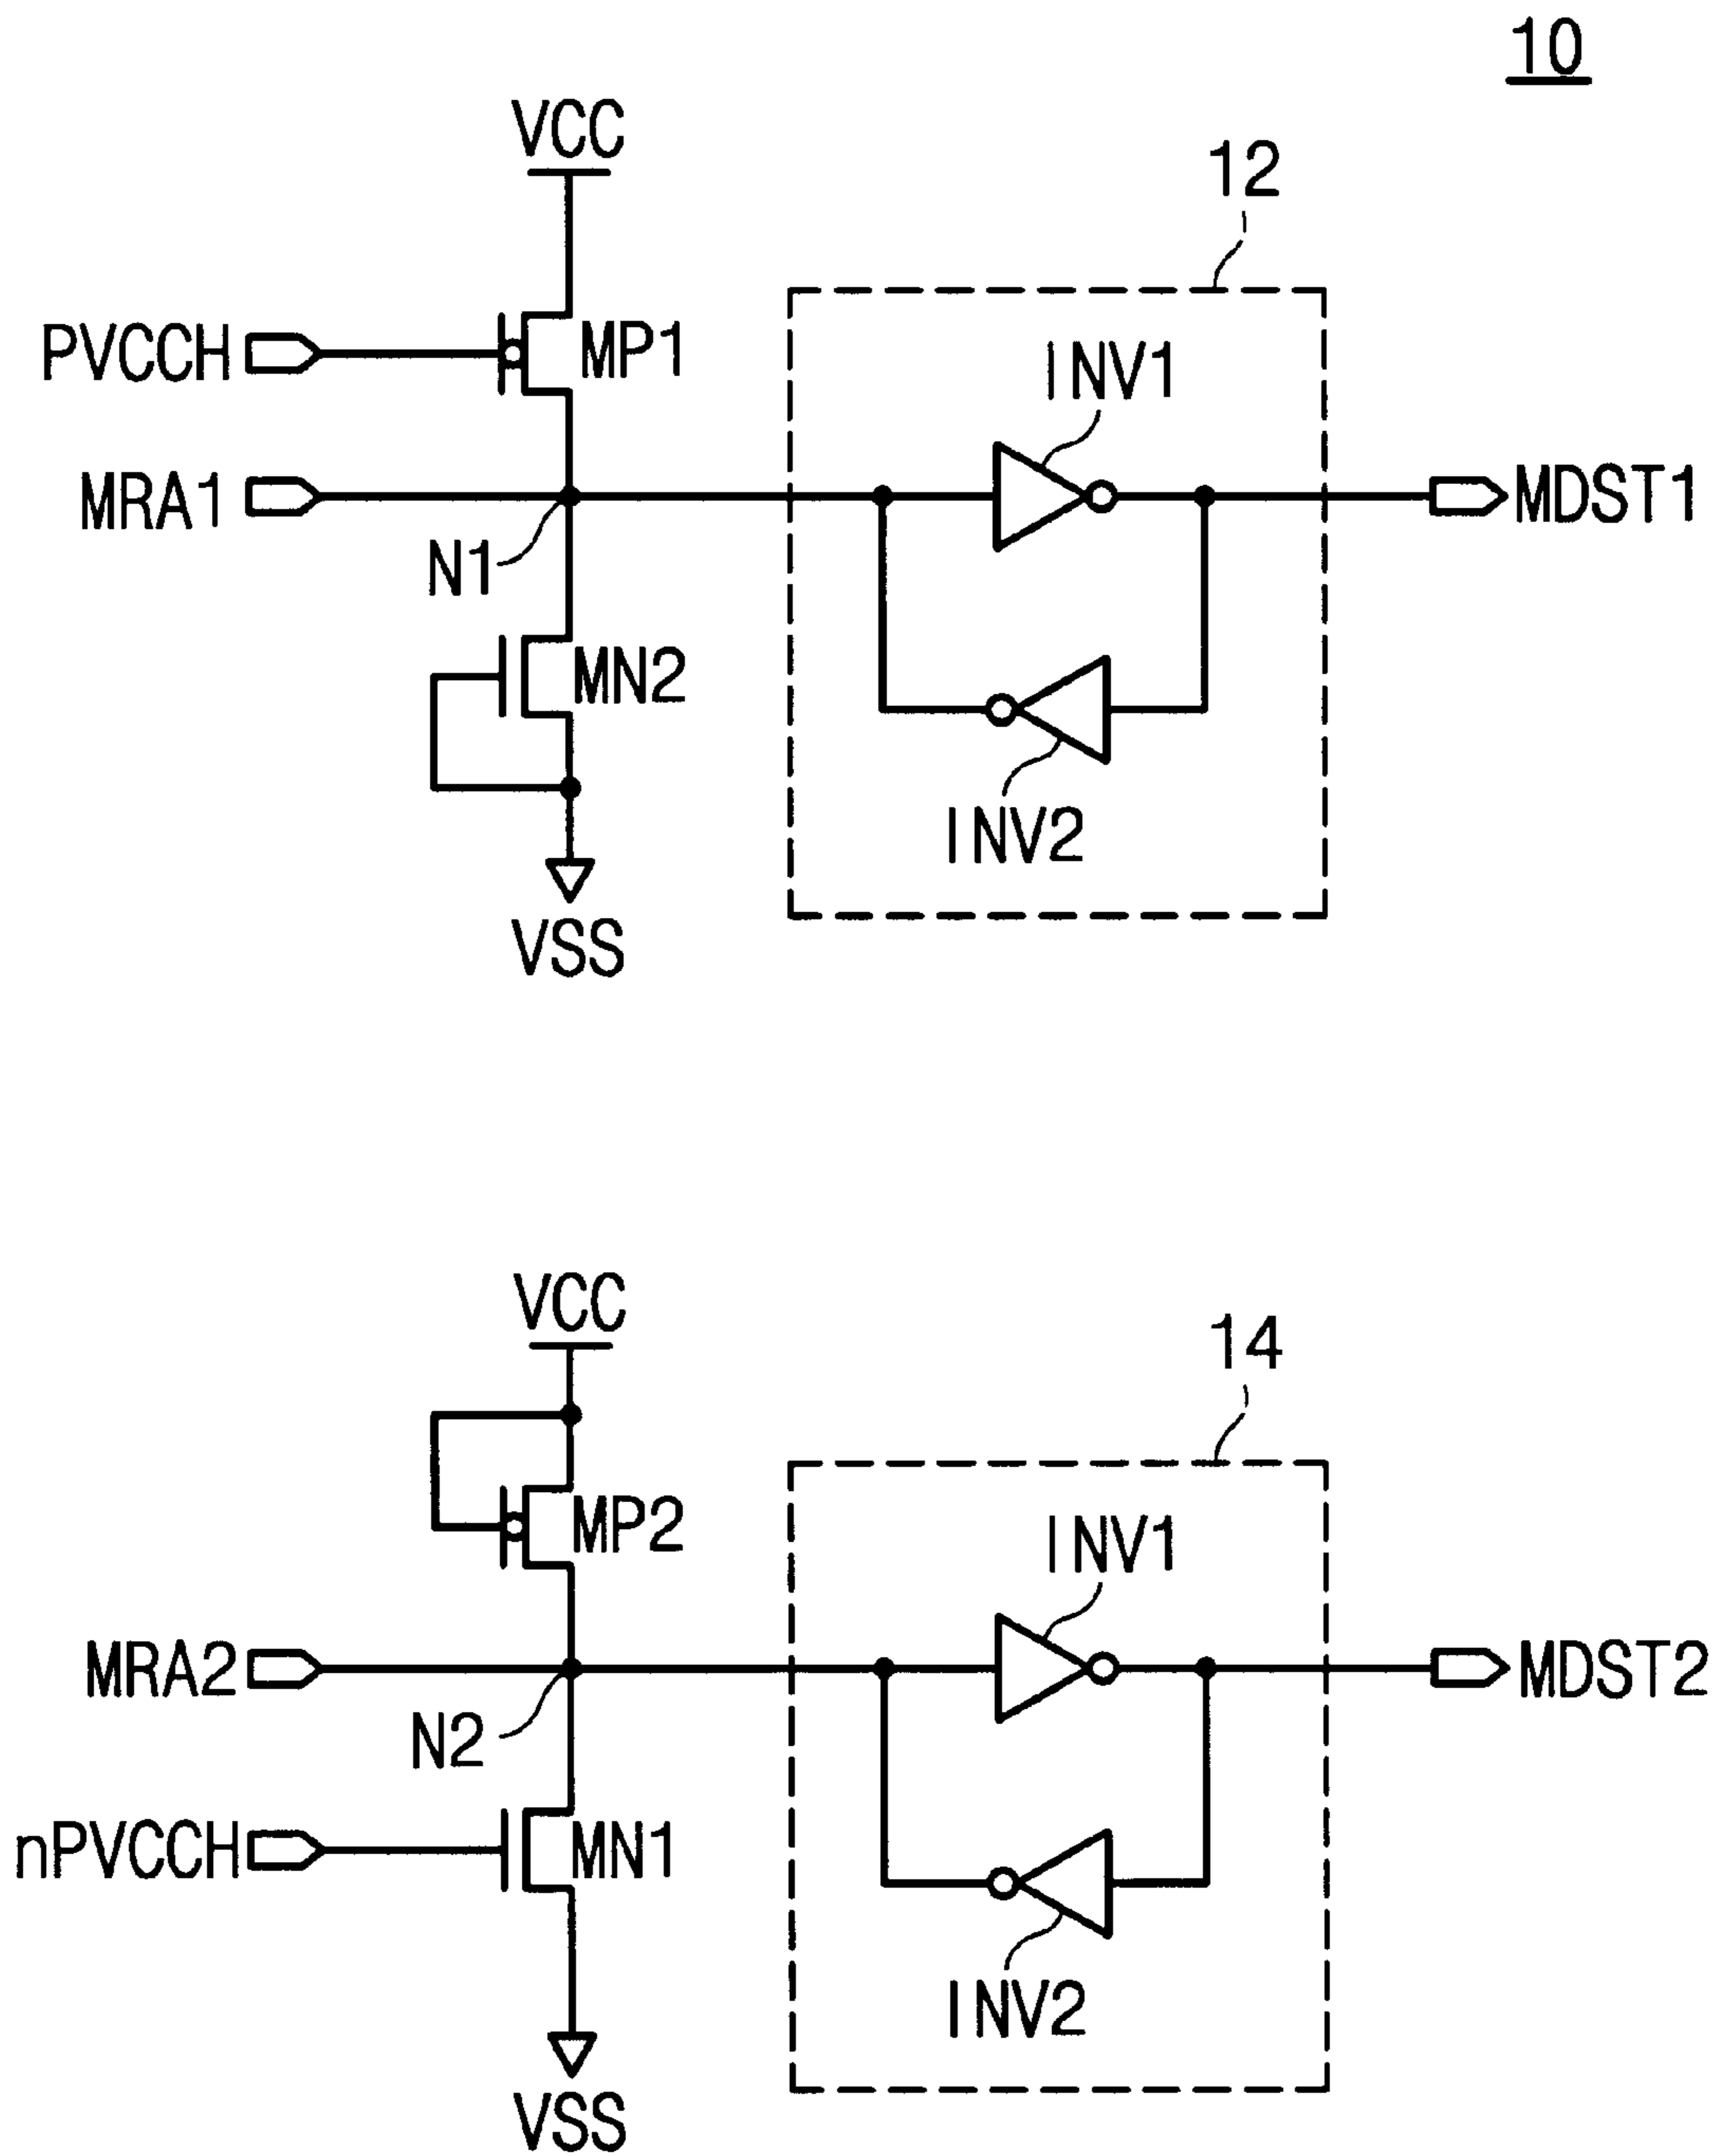 10
VCC
12
PVCCH
MP1
INV1
MRA1
MDST1
N1
MN2
INV2
VSS
VCC
14
MP2
INV1
MRA2
MDST2
N2
nPVCCH
MN1
INV2
VSS